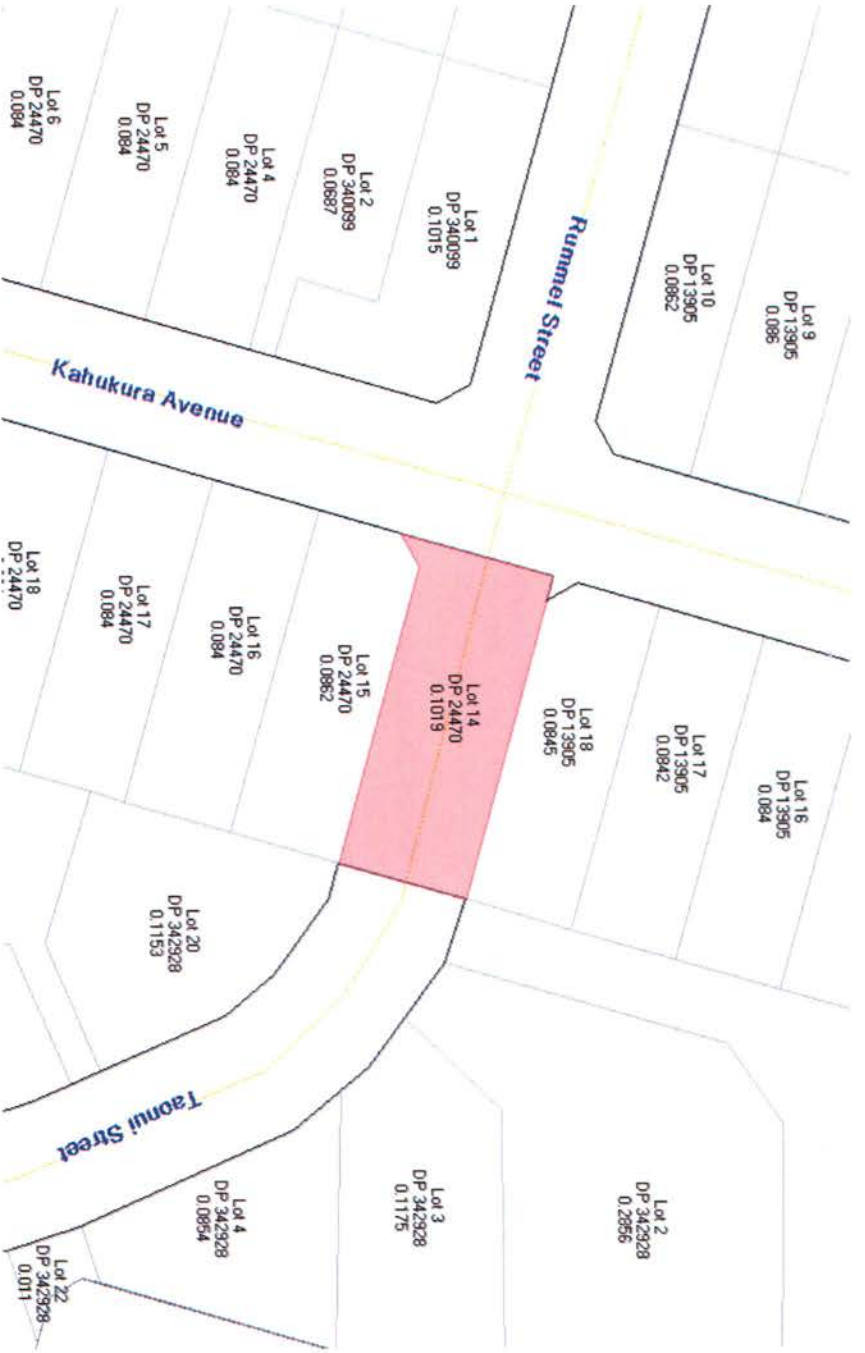 Lot 6
DP 24470
0.084
Lot 5
DP 24470
0.084
Lot 4
DP 24470
0.084
Lot 2
DP 340099
0.0687
Lot 1
DP 340099
0.1015
Rummel Street
Lot 10
DP 13905
0.0862
Lot 9
DP 13905
0.086
Kahukura Avenue
Lot 18
DP 24470
Lot 17
DP 24470
0.084
Lot 16
DP 24470
0.084
Lot 15
DP 24470
0.0862
Lot 14
DP 24470
0.1019
Lot 18
DP 13905
0.0845
Lot 17
DP 13905
0.0842
Lot 16
DP 13905
0.084
Lot 20
DP 342928
0.1153
Taonui Street
Lot 22
DP 342928
0.011
Lot 4
DP 342928
0.0854
Lot 3
DP 342928
0.1175
Lot 2
DP 342928
0.2856